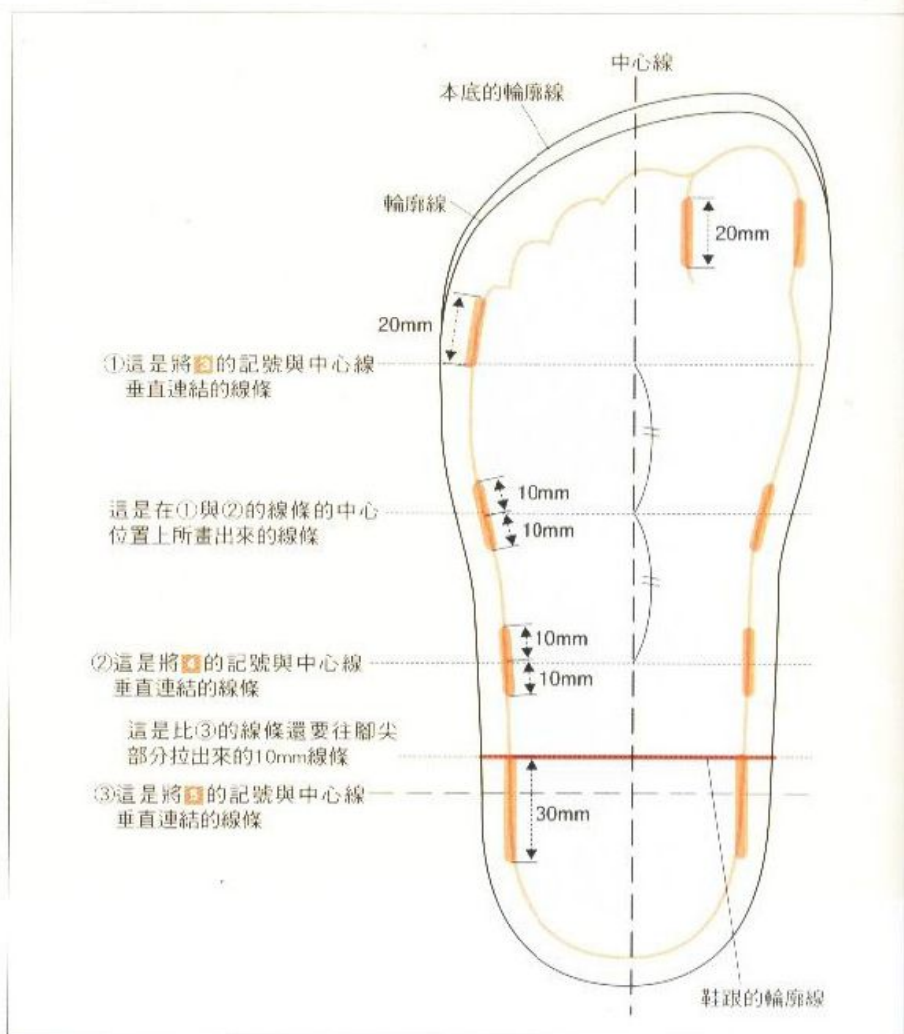 中心線
本底的輪廓線
輪廓線
20mm
20mm
①這是將3的記號與中心線
垂直連結的線條
10mm
這是在①與②的線條的中心
位置上所畫出來的線條
10mm
10mm
②這是將4的記號與中心線
垂直連結的線條
10mm
這是比③的線條還要往腳尖
部分拉出來的10mm線條
③這是將5的記號與中心線
垂直連結的線條
30mm
鞋跟的輪廓線